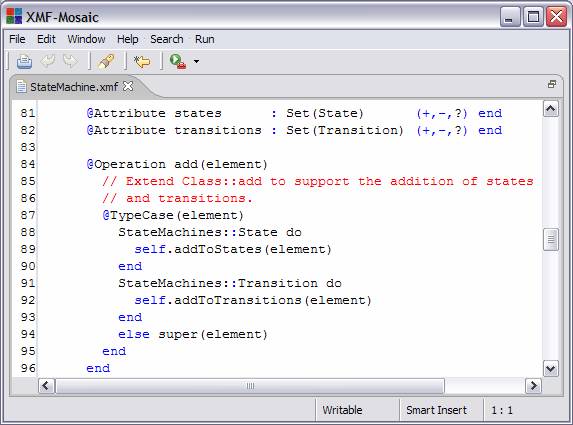 XMF-Mosaic
File Edit Window Help Search Run
StateMachine.xmf
81 @Attribute states : Set(State) (+,-,?) end
82 @Attribute transitions : Set(Transition) (+,-,?) end
83
84 @Operation add(element)
85 // Extend Class::add to support the addition of states
86 // and transitions.
87 @TypeCase(element)
88 StateMachines::State do
89 self.addToStates(element)
90 end
91 StateMachines::Transition do
92 self.addToTransitions(element)
93 end
94 else super(element)
95 end
96 end
Writable Smart Insert 1 : 1